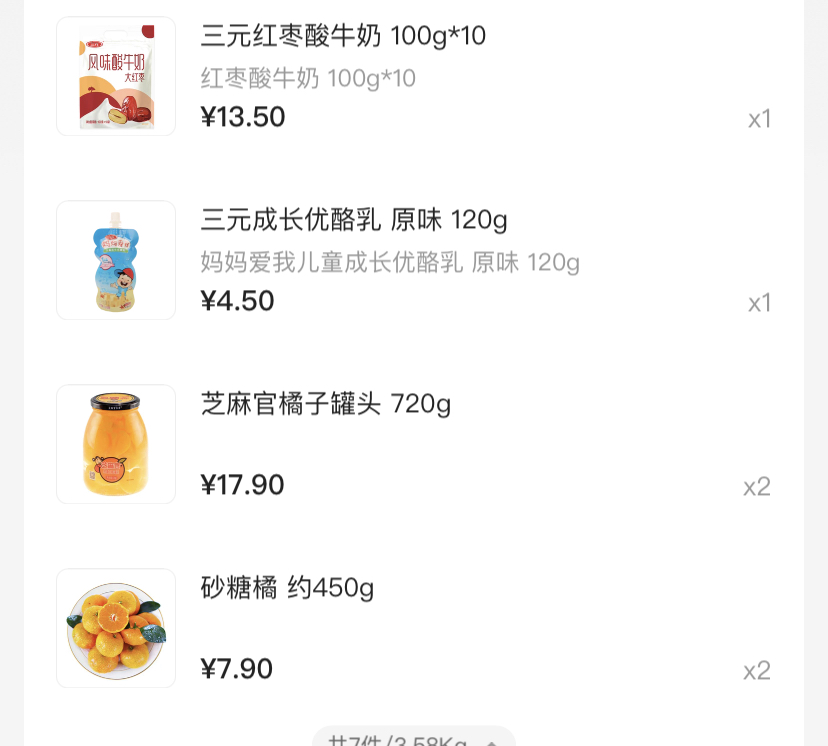 风味酸牛奶
大红枣
三元红枣酸牛奶 100g*10
红枣酸牛奶 100g*10
¥13.50
x1
三元成长优酪乳 原味 120g
妈妈爱我儿童成长优酪乳 原味 120g
¥4.50
x1
芝麻官橘子罐头 720g
¥17.90
x2
砂糖橘 约450g
¥7.90
x2
共7件/3.58Kg